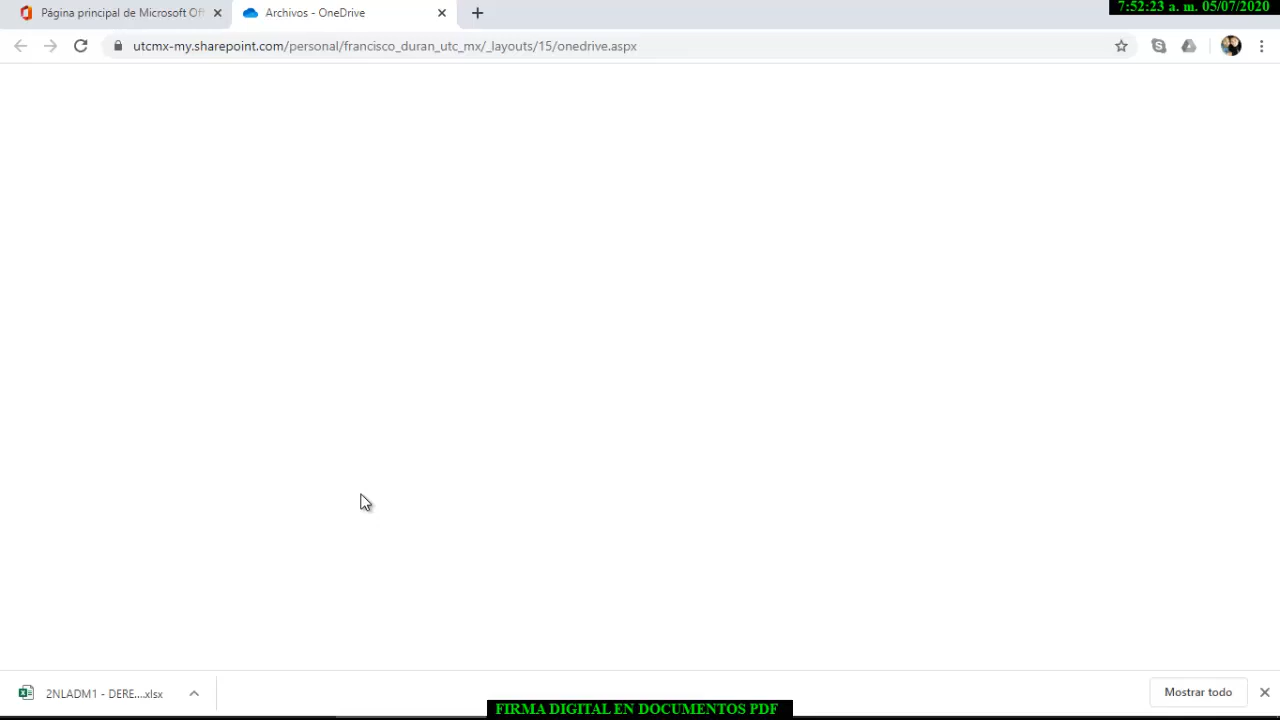 Página principal de Microsoft Off
Archivos - OneDrive
7:52:23 a. m. 05/07/2020
utcmx-my.sharepoint.com/personal/francisco_duran_utc_mx/_layouts/15/onedrive.aspx
2NLADM1 - DERE....xlsx
Mostrar todo
FIRMA DIGITAL EN DOCUMENTOS PDF